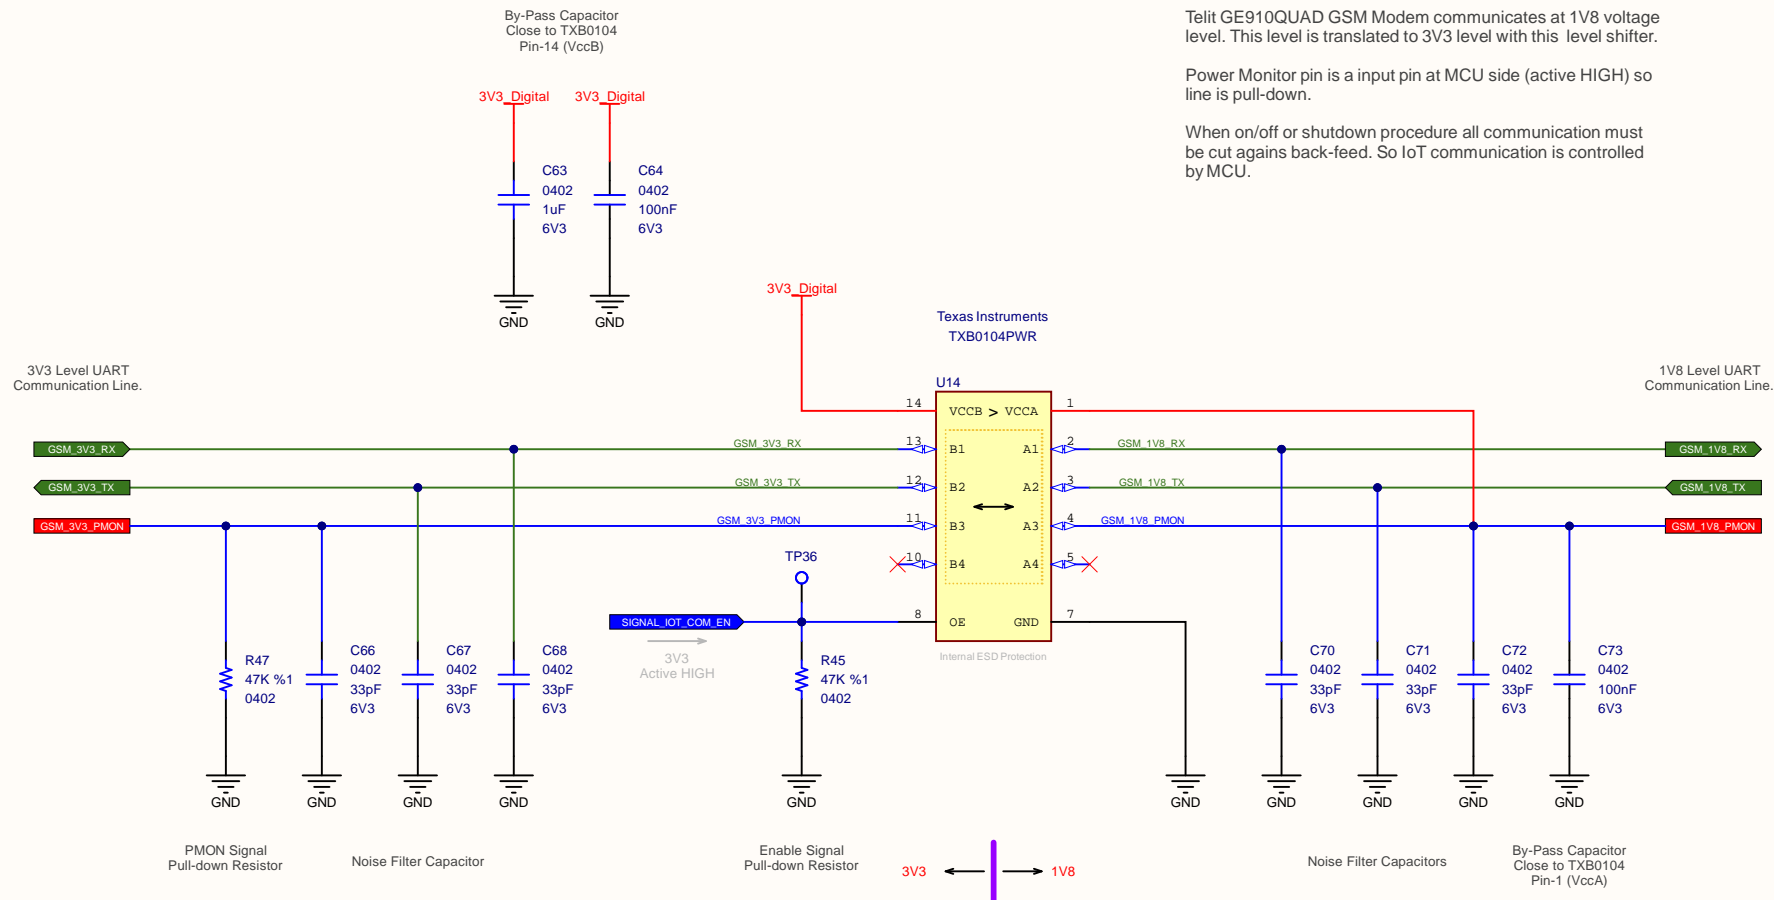 By-Pass Capacitor
Close to TXB0104
Pin-14 (VccB)
Telit GE910QUAD GSM Modem communicates at 1V8 voltage
level. This level is translated to 3V3 level with this level shifter.
Power Monitor pin is a input pin at MCU side (active HIGH) so
line is pull-down.
When on/off or shutdown procedure all communication must
be cut agains back-feed. So IoT communication is controlled
by MCU.
3V3_Digital
3V3_Digital
C63
0402
1uF
6V3
C64
0402
100nF
6V3
GND
GND
3V3_Digital
Texas Instruments
TXB0104PWR
3V3 Level UART
Communication Line.
1V8 Level UART
Communication Line.
U14
14
VCCB > VCCA
1
GSM_3V3_RX
GSM_3V3_RX
13
B1
A1
2
GSM_1V8_RX
GSM_1V8_RX
GSM_3V3_TX
GSM_3V3_TX
12
B2
A2
3
GSM_1V8_TX
GSM_1V8_TX
GSM_3V3_PMON
GSM_3V3_PMON
11
B3
A3
4
GSM_1V8_PMON
GSM_1V8_PMON
TP36
10
B4
A4
5
SIGNAL_IOT_COM_EN
8
OE
GND
7
3V3
Active HIGH
Internal ESD Protection
R47
47K %1
0402
C66
0402
33pF
6V3
C67
0402
33pF
6V3
C68
0402
33pF
6V3
R45
47K %1
0402
C70
0402
33pF
6V3
C71
0402
33pF
6V3
C72
0402
33pF
6V3
C73
0402
100nF
6V3
GND
GND
GND
GND
GND
GND
GND
GND
GND
GND
PMON Signal
Pull-down Resistor
Noise Filter Capacitor
Enable Signal
Pull-down Resistor
3V3
1V8
Noise Filter Capacitors
By-Pass Capacitor
Close to TXB0104
Pin-1 (VccA)